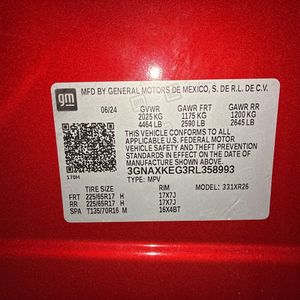 gm
MFD BY GENERAL MOTORS DE MEXICO, S. DE R.L. DE C.V.
06/24 GVWR GAWR FRT GAWR RR
2025 KG 1175 KG 1200 KG
4464 LB 2590 LB 2645 LB
THIS VEHICLE CONFORMS TO ALL
APPLICABLE U.S. FEDERAL MOTOR
VEHICLE SAFETY AND THEFT PREVENTION
STANDARDS IN EFFECT ON THE DATE OF
MANUFACTURE SHOWN ABOVE.
3GNAXKEG3RL358993
TYPE: MPV
TIRE SIZE RIM MODEL: 331XR26
FRT 225/65R17 H 17X7J
RR 225/65R17 H 17X7J
SPA T135/70R16 M 16X4BT